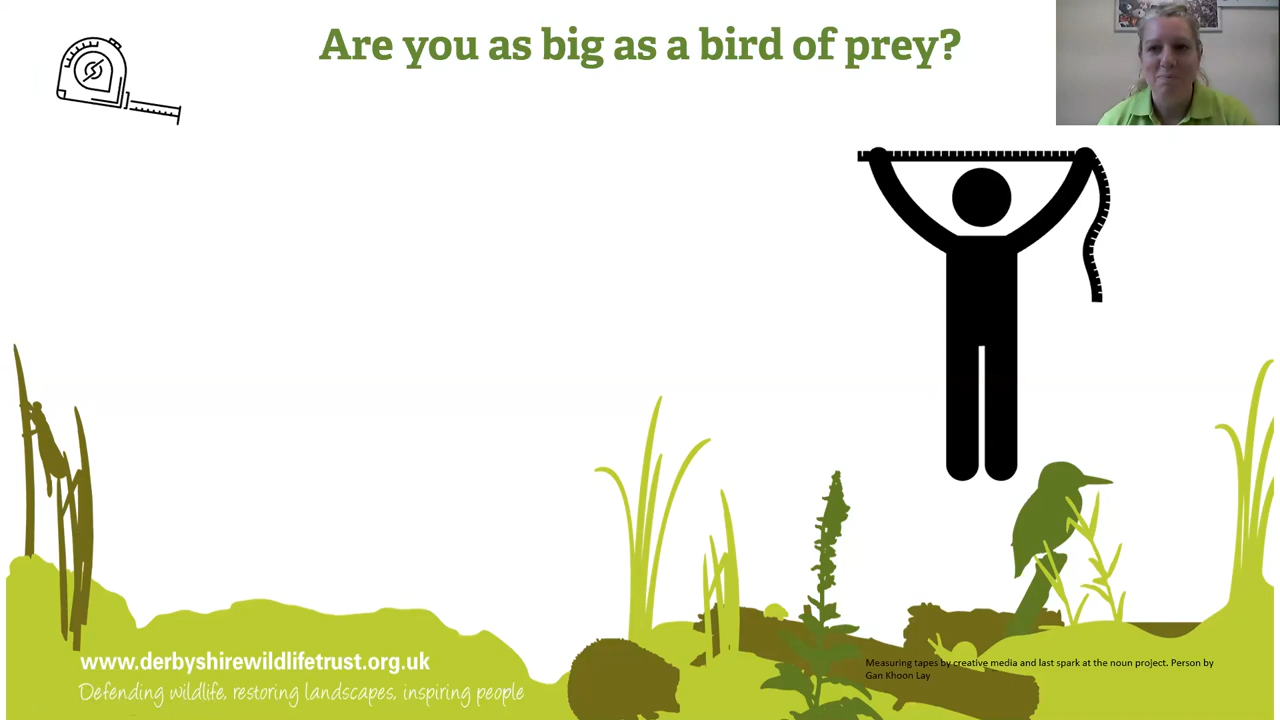 Are you as big as a bird of prey?
www.derbyshirewildlifetrust.org.uk
Defending wildlife, restoring landscapes, inspiring people
Measuring tapes by creative media and last spark at the noun project. Person by
Gan Khoon Lay